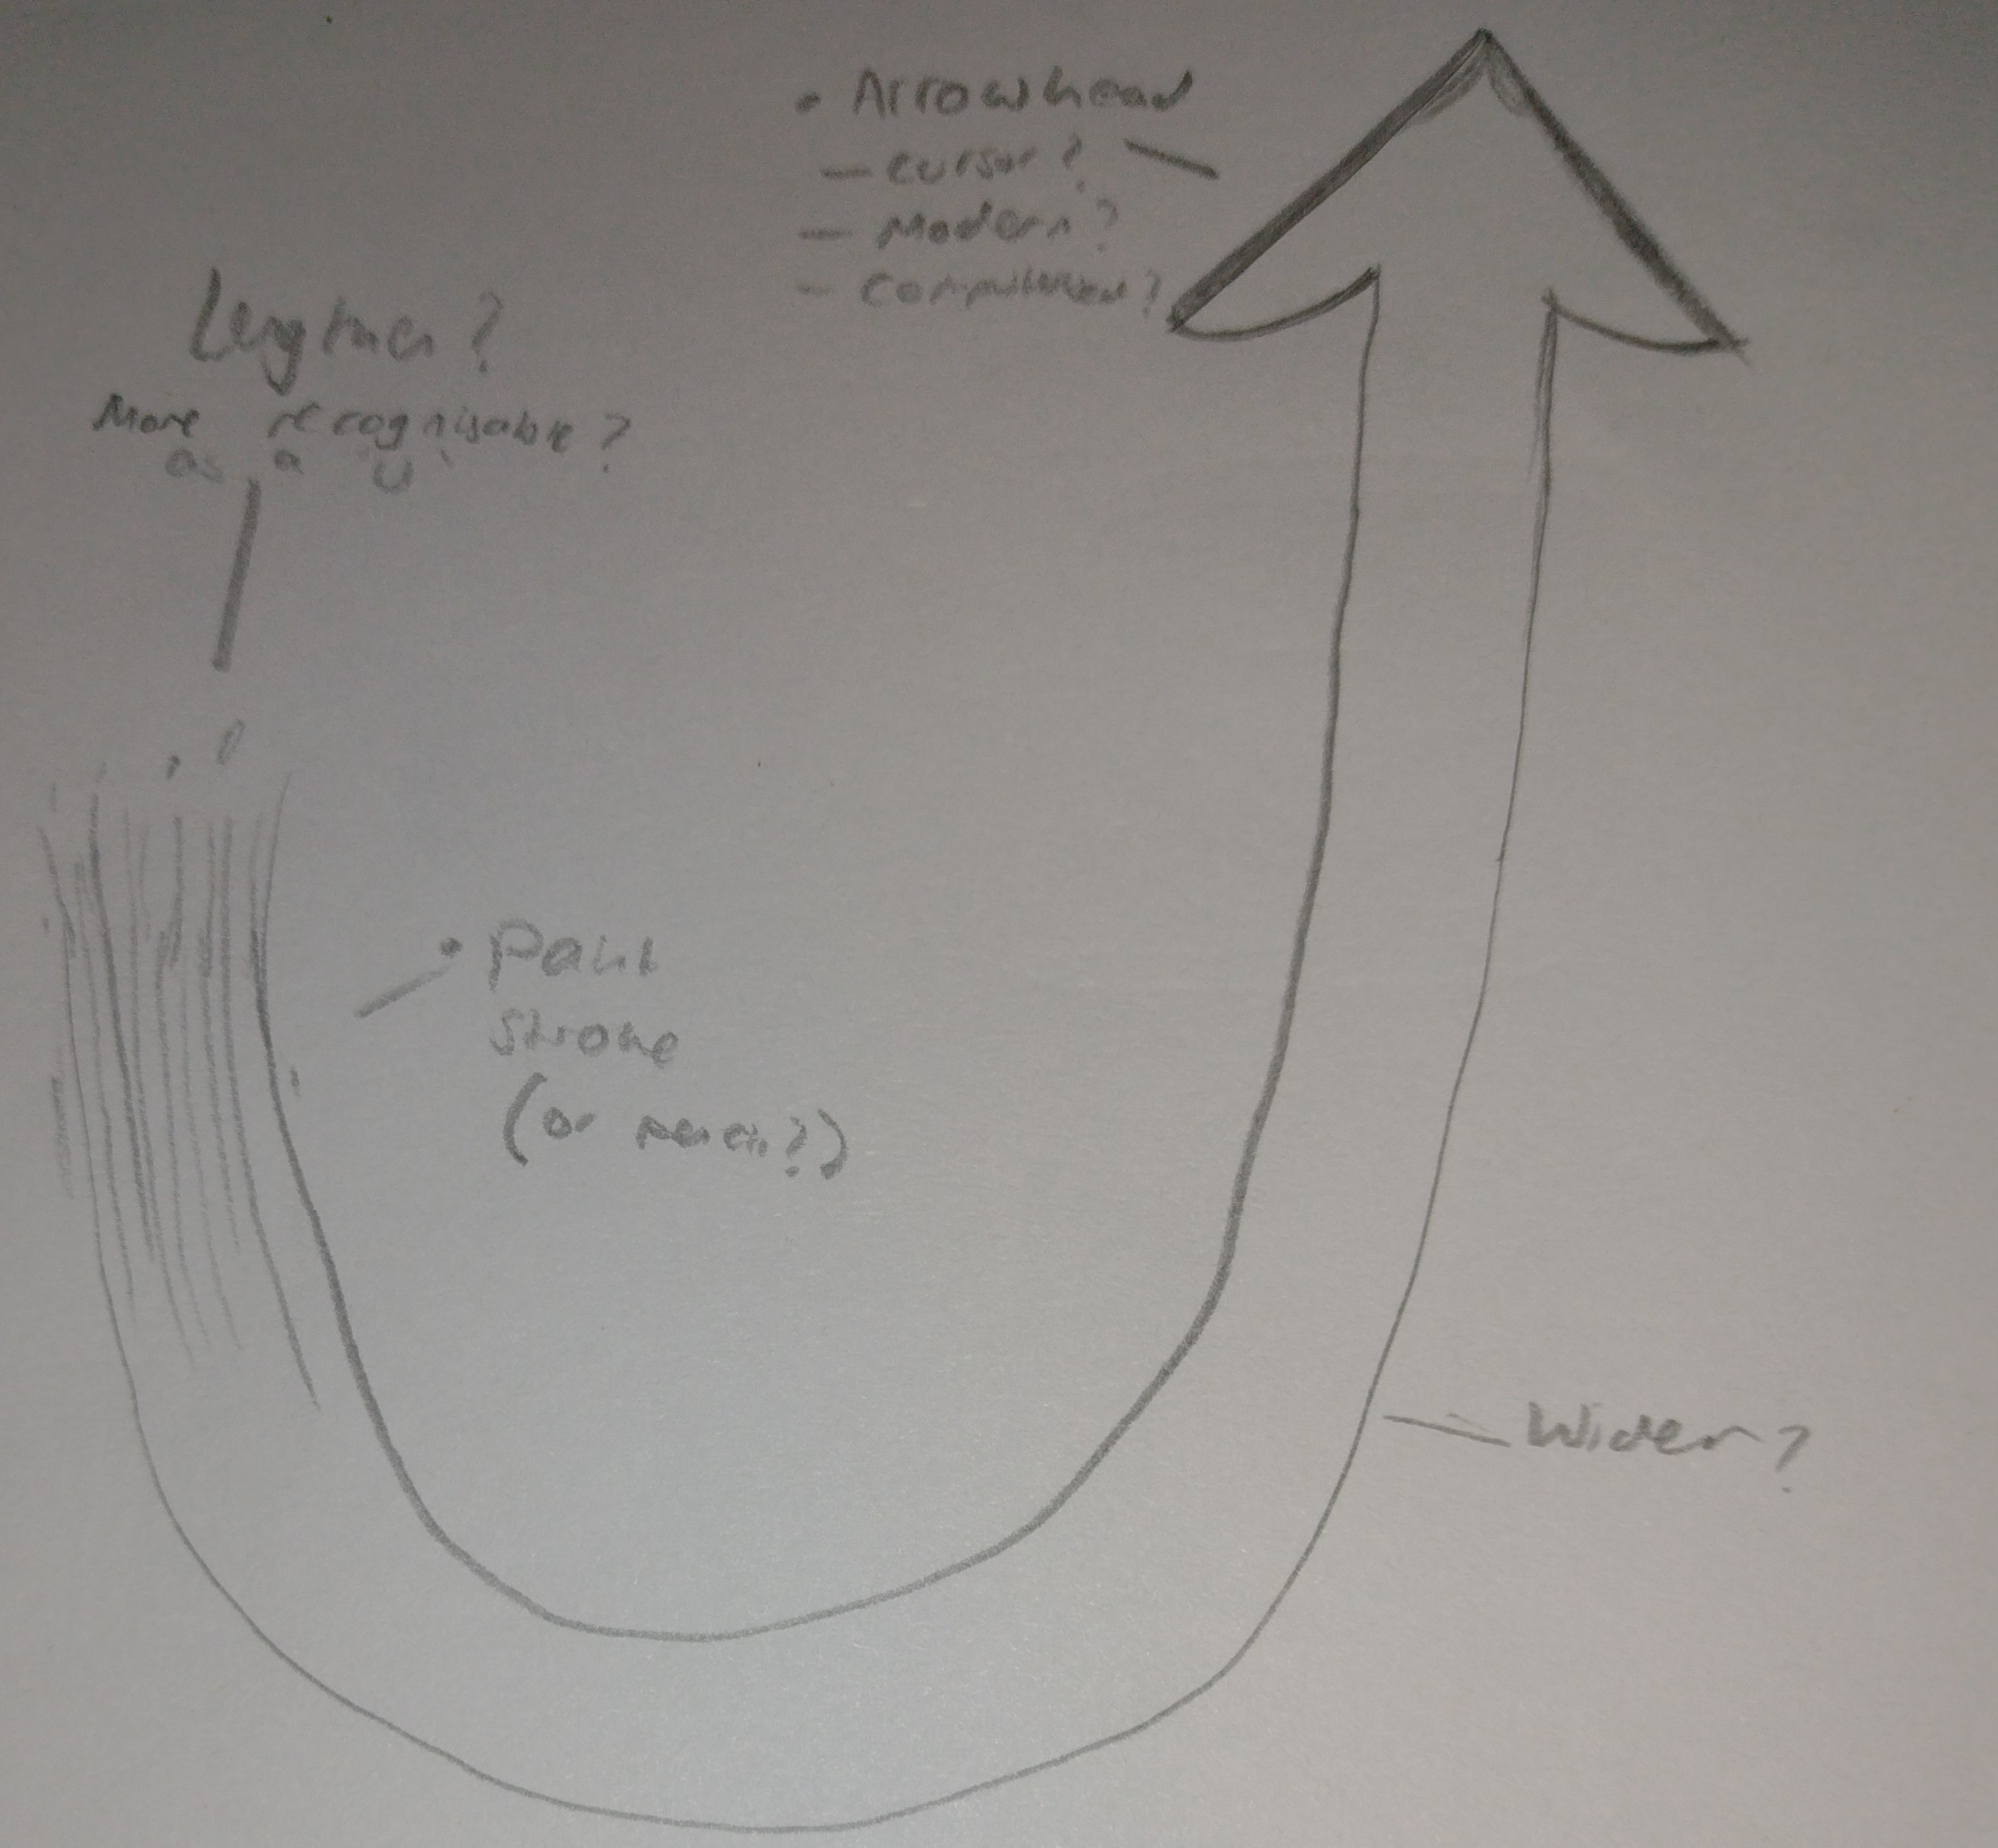 • Arrowhead
— cursor?
— Modern?
- Computerised?
Lengthen?
More recognisable?
as a 'U'
• Paint
Stroke
(or pencil?)
Wider?